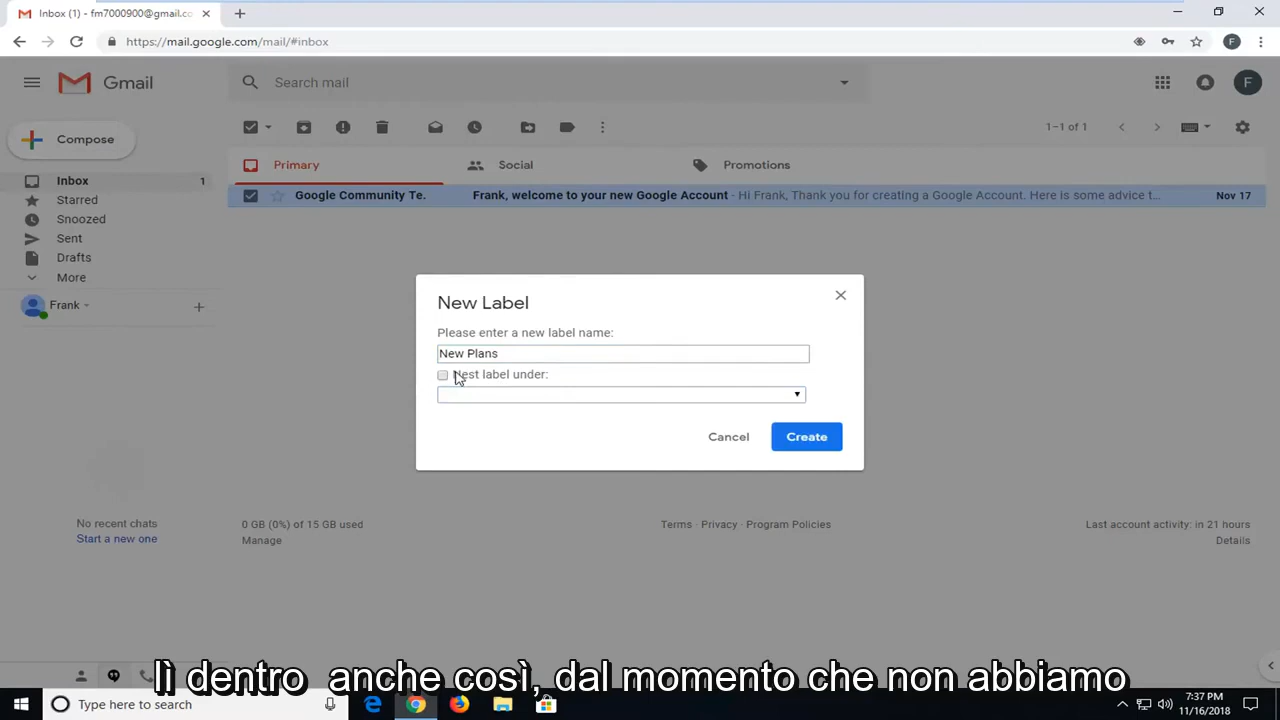 Inbox (1) - fm7000900@gmail.co
https://mail.google.com/mail/#inbox
F
Gmail
Search mail
F
Compose
1–1 of 1
Primary
Social
Promotions
Inbox
1
Google Community Te.
Frank, welcome to your new Google Account - Hi Frank, Thank you for creating a Google Account. Here is some advice t…
Nov 17
Starred
Snoozed
Sent
Drafts
More
Frank
New Label
Please enter a new label name:
New Plans
Nest label under:
Cancel
Create
No recent chats
Start a new one
0 GB (0%) of 15 GB used
Manage
Terms · Privacy · Program Policies
Last account activity: in 21 hours
Details
lì dentro anche così, dal momento che non abbiamo
Type here to search
7:37 PM
11/16/2018